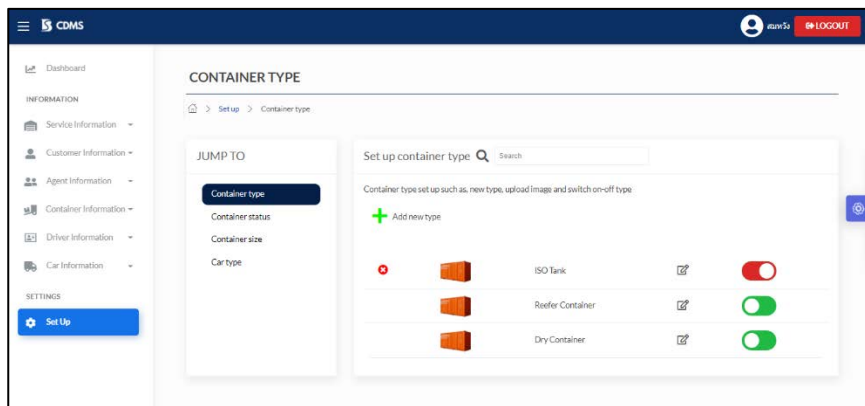 CDMS
สมหวัง
LOGOUT
Dashboard
INFORMATION
Service Information
Customer Information
Agent Information
Container Information
Driver Information
Car Information
SETTINGS
Set Up
CONTAINER TYPE
> Set up > Container type
JUMP TO
Container type
Container status
Container size
Car type
Set up container type
Search
Container type set up such as, new type, upload image and switch on-off type
Add new type
ISO Tank
Reefer Container
Dry Container